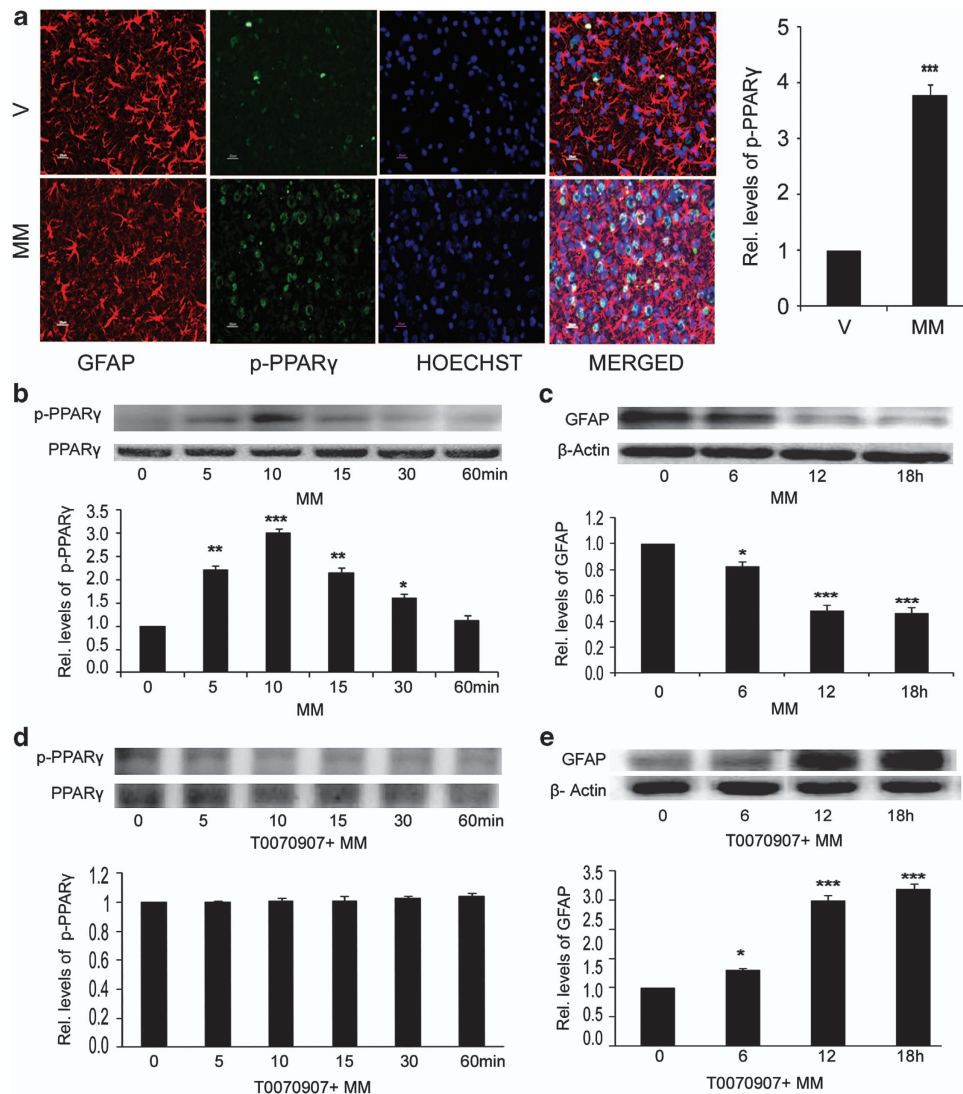 a
V
MM
GFAP p-PPARγ HOECHST MERGED
Rel. levels of p-PPARγ
5
4
3
2
1
0
***
V MM
b
p-PPARγ
PPARγ
0 5 10 15 30 60min
MM
Rel. levels of p-PPARγ
3.5
3.0
2.5
2.0
1.5
1.0
0.5
0.0
** *** ** *
0 5 10 15 30 60min
MM
c
GFAP
β-Actin
0 6 12 18h
MM
Rel. levels of GFAP
1.2
1.0
0.8
0.6
0.4
0.2
0.0
* *** ***
0 6 12 18h
MM
d
p-PPARγ
PPARγ
0 5 10 15 30 60min
T0070907+ MM
Rel. levels of p-PPARγ
1.2
1
0.8
0.6
0.4
0.2
0.0
0 5 10 15 30 60min
T0070907+ MM
e
GFAP
β- Actin
0 6 12 18h
T0070907+ MM
Rel. levels of GFAP
3.5
3.0
2.5
1.5
1.0
0.5
0.0
* *** ***
0 6 12 18h
T0070907+ MM